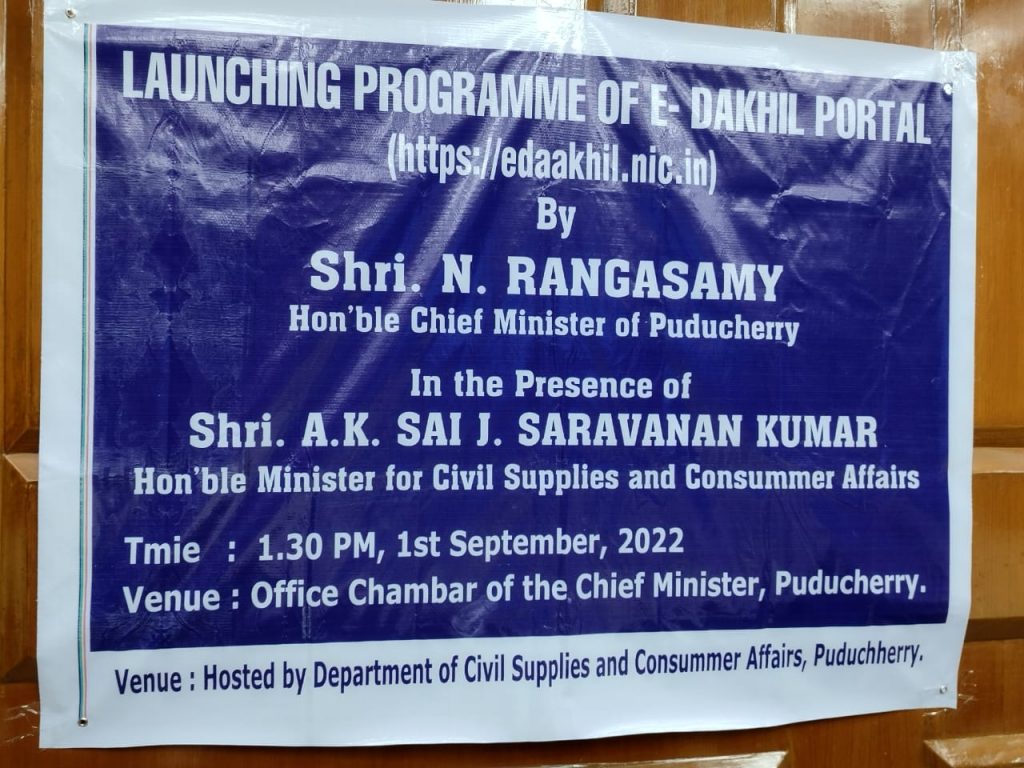 LAUNCHING PROGRAMME OF E- DAKHIL PORTAL
(https://edaakhil.nic.in)
By
Shri. N. RANGASAMY
Hon'ble Chief Minister of Puducherry
In the Presence of
Shri. A.K. SAI J. SARAVANAN KUMAR
Hon'ble Minister for Civil Supplies and Consummer Affairs
Tmie : 1.30 PM, 1st September, 2022
Venue : Office Chambar of the Chief Minister, Puducherry.
Venue : Hosted by Department of Civil Supplies and Consummer Affairs, Puduchherry.